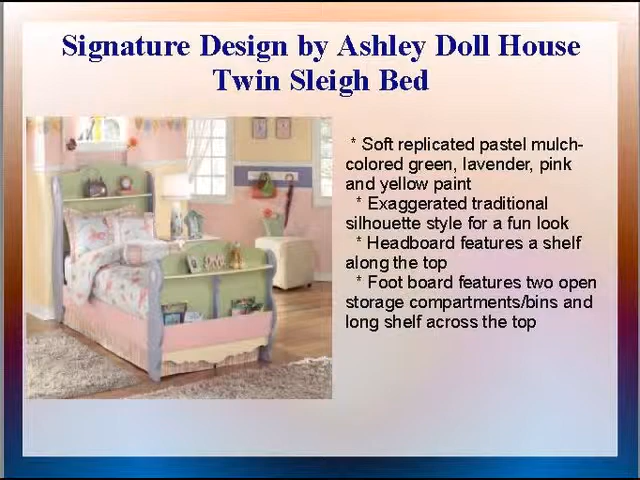 Signature Design by Ashley Doll House
Twin Sleigh Bed
* Soft replicated pastel mulch-
colored green, lavender, pink
and yellow paint
* Exaggerated traditional
silhouette style for a fun look
* Headboard features a shelf
along the top
* Foot board features two open
storage compartments/bins and
long shelf across the top